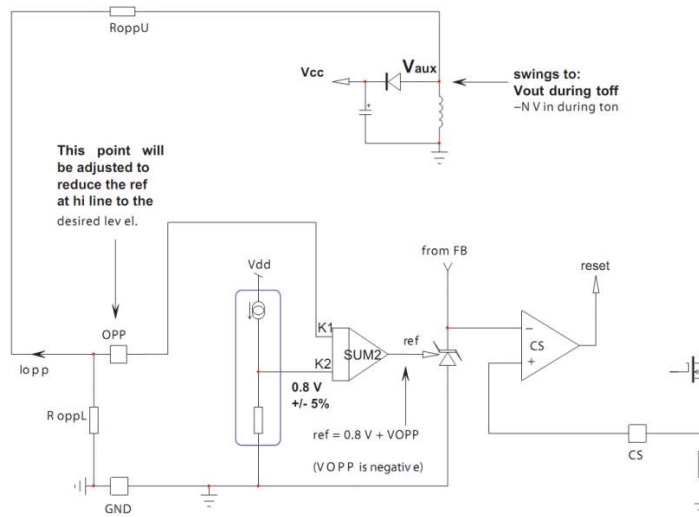 RoppU
Vcc
Vaux
swings to:
Vout during toff
–N V in during ton
This point will
be adjusted to
reduce the ref
at hi line to the
desired lev el.
from FB
reset
Vdd
OPP
K1
SUM2
ref
K2
CS
Iopp
0.8 V
+/- 5%
R oppL
ref = 0.8 V + VOPP
(V O P P is negativ e)
CS
GND